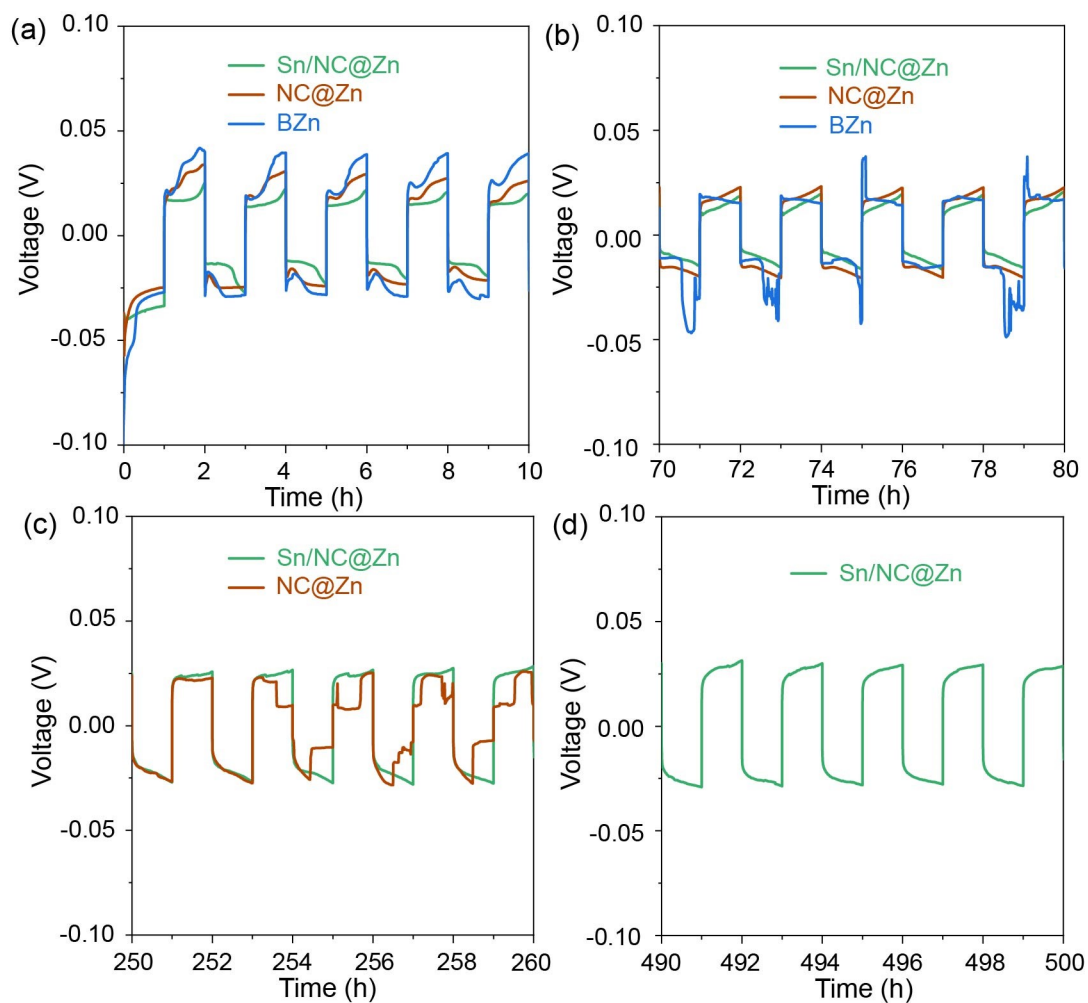 (a)
0.10
0.05
0.00
-0.05
-0.10
Voltage (V)
Sn/NC@Zn
NC@Zn
BZn
0 2 4 6 8 10
Time (h)
(b)
0.10
0.05
0.00
-0.05
-0.10
Voltage (V)
Sn/NC@Zn
NC@Zn
BZn
70 72 74 76 78 80
Time (h)
(c)
0.10
0.05
0.00
-0.05
-0.10
Voltage (V)
Sn/NC@Zn
NC@Zn
250 252 254 256 258 260
Time (h)
(d)
0.10
0.05
0.00
-0.05
-0.10
Voltage (V)
Sn/NC@Zn
490 492 494 496 498 500
Time (h)